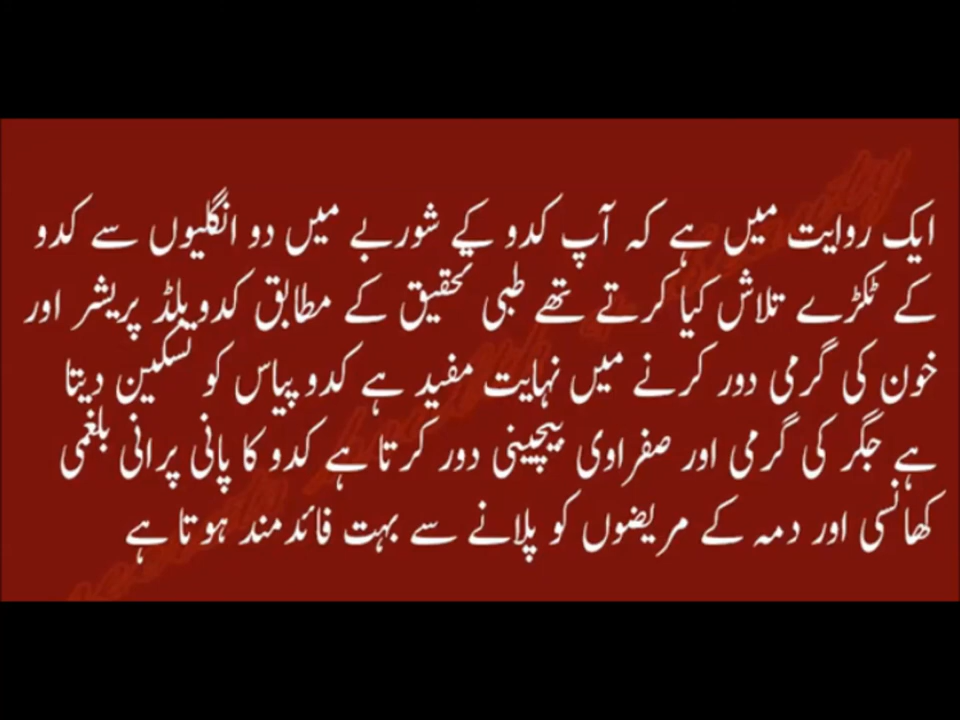 ایک روایت میں ہے کہ آپ کدو کے شوربے میں دو انگلیوں سے کدو
کے ٹکڑے تلاش کیا کرتے تھے طبی تحقیق کے مطابق کدو بلڈ پریشر اور
خون کی گرمی دور کرنے میں نہایت مفید ہے کدو پیاس کو تسکین دیتا
ہے جگر کی گرمی اور صفراوی بیچینی دور کرتا ہے کدو کا پانی پرانی بلغمی
کھانسی اور دمہ کے مریضوں کو پلانے سے بہت فائدمند ہوتا ہے